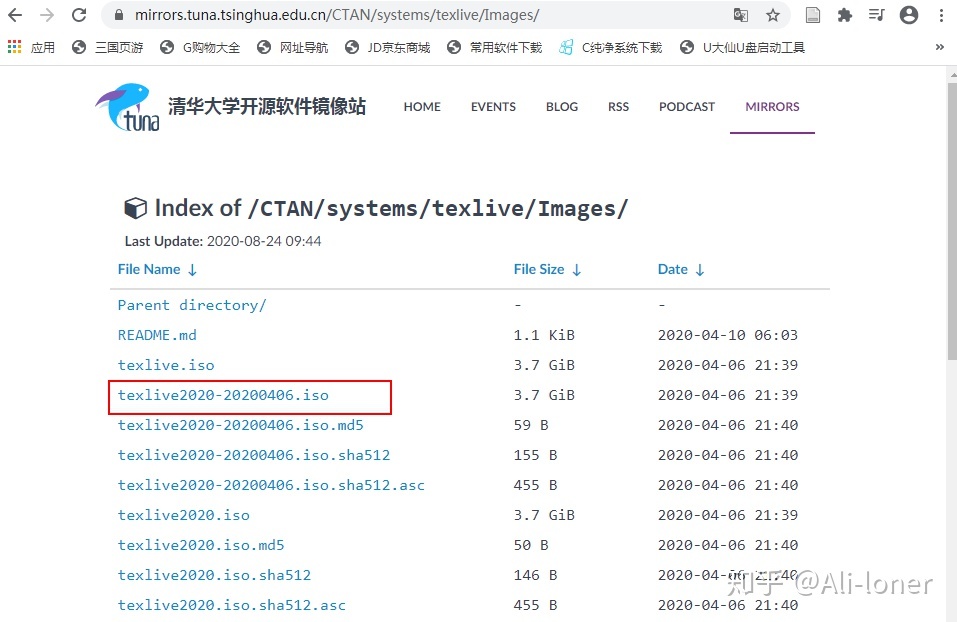 mirrors.tuna.tsinghua.edu.cn/CTAN/systems/texlive/Images/
应用 三国页游 G购物大全 网址导航 JD京东商城 常用软件下载 C纯净系统下载 U大仙U盘启动工具 »
tuna 清华大学开源软件镜像站 HOME EVENTS BLOG RSS PODCAST MIRRORS
Index of /CTAN/systems/texlive/Images/
Last Update: 2020-08-24 09:44
File Name ↓ File Size ↓ Date ↓
Parent directory/ - -
README.md 1.1 KiB 2020-04-10 06:03
texlive.iso 3.7 GiB 2020-04-06 21:39
texlive2020-20200406.iso 3.7 GiB 2020-04-06 21:39
texlive2020-20200406.iso.md5 59 B 2020-04-06 21:40
texlive2020-20200406.iso.sha512 155 B 2020-04-06 21:40
texlive2020-20200406.iso.sha512.asc 455 B 2020-04-06 21:40
texlive2020.iso 3.7 GiB 2020-04-06 21:39
texlive2020.iso.md5 50 B 2020-04-06 21:40
texlive2020.iso.sha512 146 B 2020-04-06 21:40
知乎 @Ali-loner
texlive2020.iso.sha512.asc 455 B 2020-04-06 21:40